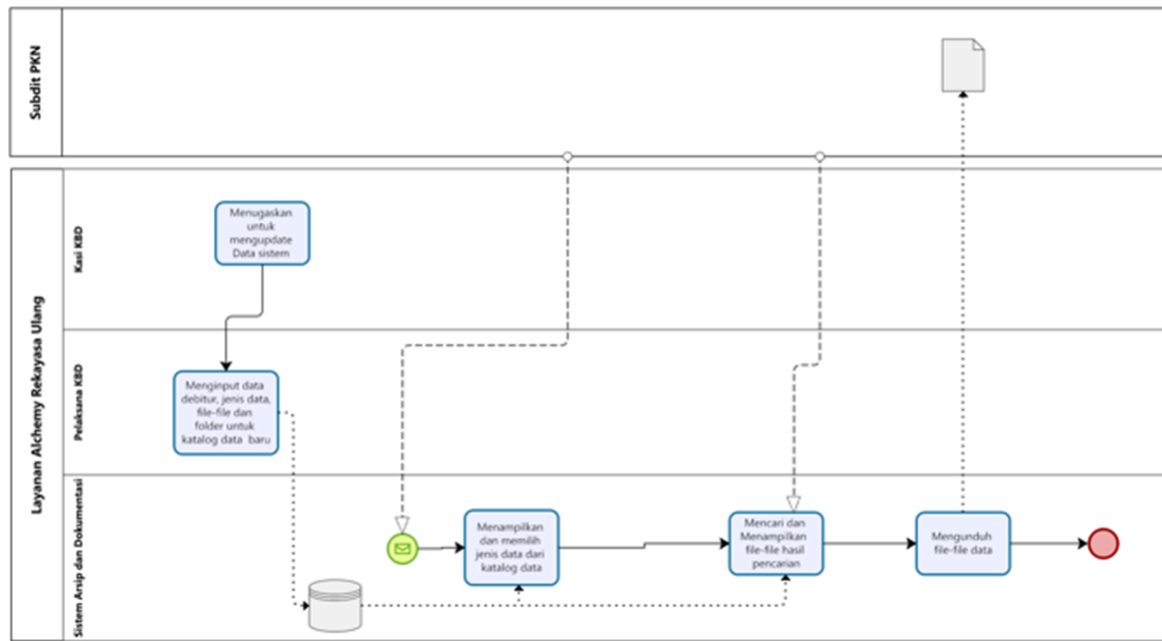 Subdit PKN
Layanan Alchemy Rekayasa Ulang
Kasi KBD
Menugaskan
untuk
mengupdate
Data sistem
Pelaksana KBD
Menginput data
debitur, jenis data,
file-file dan
folder untuk
katalog data baru
Sistem Arsip dan Dokumentasi
Menampilkan
dan memilih
jenis data dari
katalog data
Mencari dan
Menampilkan
file-file hasil
pencarian
Mengunduh
file-file data